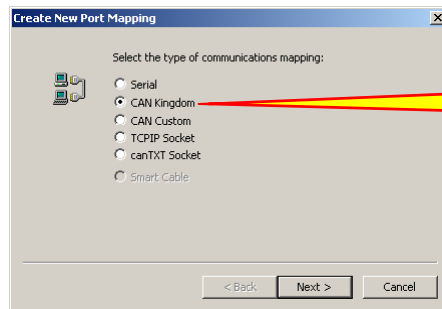 Create New Port Mapping
Select the type of communications mapping:
Serial
CAN Kingdom
CAN Custom
TCPIP Socket
canTXT Socket
Smart Cable
< Back
Next >
Cancel